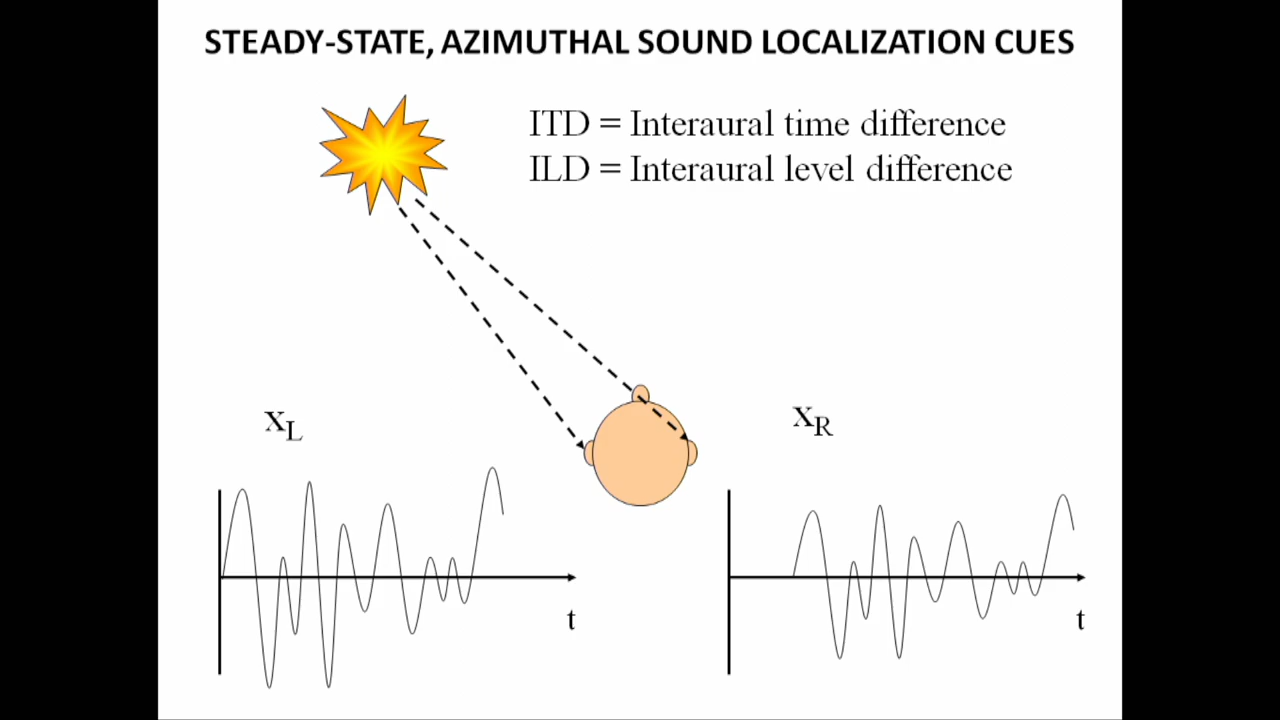 STEADY-STATE, AZIMUTHAL SOUND LOCALIZATION CUES
ITD = Interaural time difference
ILD = Interaural level difference
xL
xR
t
t